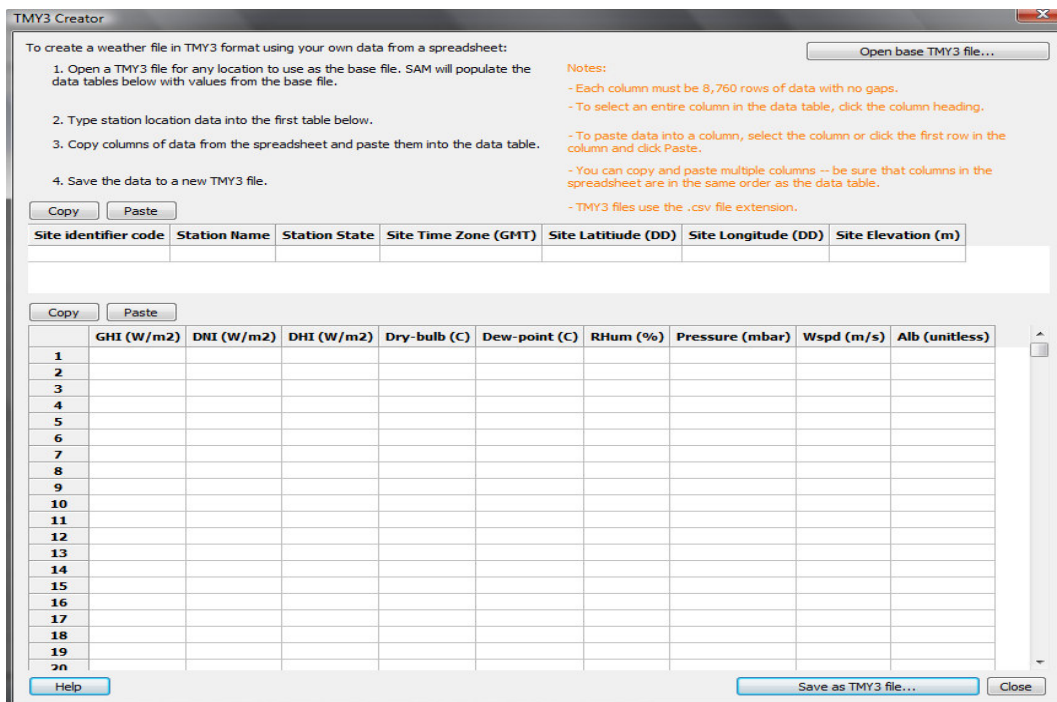 TMY3 Creator
To create a weather file in TMY3 format using your own data from a spreadsheet:
Open base TMY3 file...
1. Open a TMY3 file for any location to use as the base file. SAM will populate the
data tables below with values from the base file.
2. Type station location data into the first table below.
3. Copy columns of data from the spreadsheet and paste them into the data table.
4. Save the data to a new TMY3 file.
Notes:
- Each column must be 8,760 rows of data with no gaps.
- To select an entire column in the data table, click the column heading.
- To paste data into a column, select the column or click the first row in the
column and click Paste.
- You can copy and paste multiple columns -- be sure that columns in the
spreadsheet are in the same order as the data table.
- TMY3 files use the .csv file extension.
Copy Paste
Site identifier code Station Name Station State Site Time Zone (GMT) Site Latitiude (DD) Site Longitude (DD) Site Elevation (m)
Copy Paste
GHI (W/m2) DNI (W/m2) DHI (W/m2) Dry-bulb (C) Dew-point (C) RHum (%) Pressure (mbar) Wspd (m/s) Alb (unitless)
1
2
3
4
5
6
7
8
9
10
11
12
13
14
15
16
17
18
19
20
Help Save as TMY3 file... Close